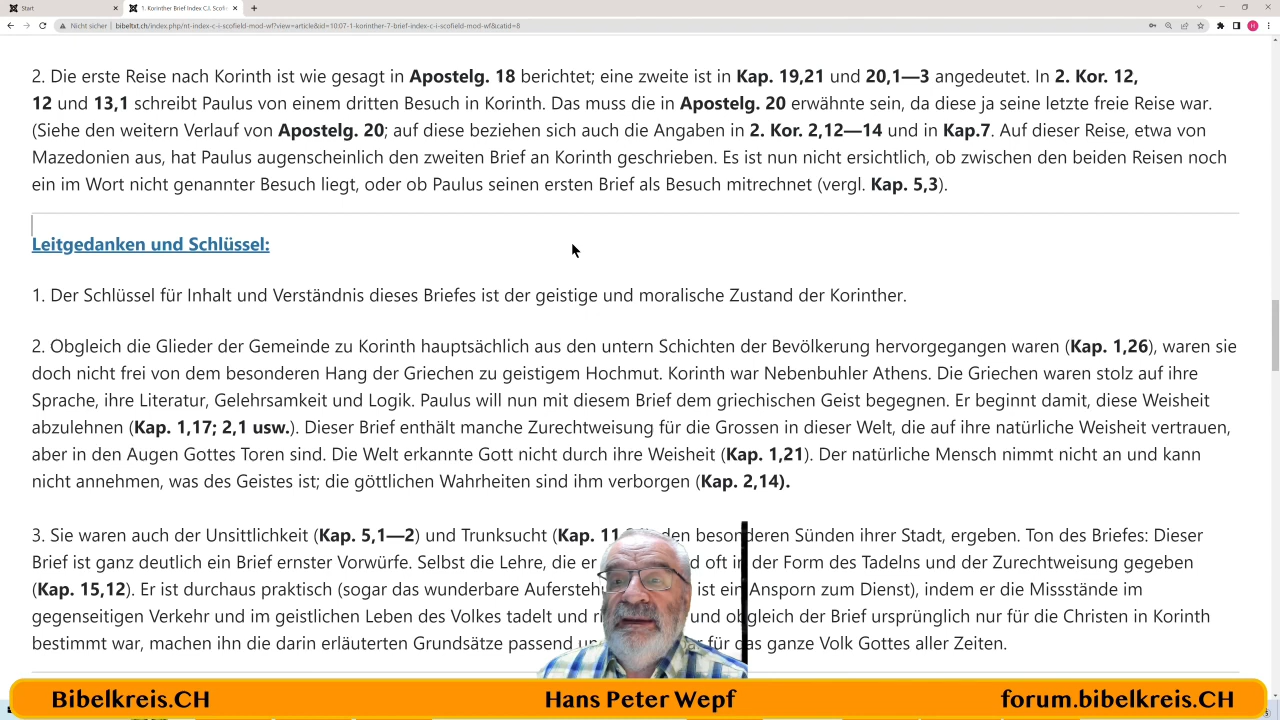 Start
1. Korinther Brief Index C.I. Scofi
Nicht sicher | bibeltxt.ch/index.php/nt-index-c-i-scofield-mod-wf?view=article&id=1007-1-korinther-7-brief-index-c-i-scofield-mod-wf&catid=8
2. Die erste Reise nach Korinth ist wie gesagt in Apostelg. 18 berichtet; eine zweite ist in Kap. 19,21 und 20,1—3 angedeutet. In 2. Kor. 12,
12 und 13,1 schreibt Paulus von einem dritten Besuch in Korinth. Das muss die in Apostelg. 20 erwähnte sein, da diese ja seine letzte freie Reise war.
(Siehe den weitern Verlauf von Apostelg. 20; auf diese beziehen sich auch die Angaben in 2. Kor. 2,12—14 und in Kap.7. Auf dieser Reise, etwa von
Mazedonien aus, hat Paulus augenscheinlich den zweiten Brief an Korinth geschrieben. Es ist nun nicht ersichtlich, ob zwischen den beiden Reisen noch
ein im Wort nicht genannter Besuch liegt, oder ob Paulus seinen ersten Brief als Besuch mitrechnet (vergl. Kap. 5,3).
Leitgedanken und Schlüssel:
1. Der Schlüssel für Inhalt und Verständnis dieses Briefes ist der geistige und moralische Zustand der Korinther.
2. Obgleich die Glieder der Gemeinde zu Korinth hauptsächlich aus den untern Schichten der Bevölkerung hervorgegangen waren (Kap. 1,26), waren sie
doch nicht frei von dem besonderen Hang der Griechen zu geistigem Hochmut. Korinth war Nebenbuhler Athens. Die Griechen waren stolz auf ihre
Sprache, ihre Literatur, Gelehrsamkeit und Logik. Paulus will nun mit diesem Brief dem griechischen Geist begegnen. Er beginnt damit, diese Weisheit
abzulehnen (Kap. 1,17; 2,1 usw.). Dieser Brief enthält manche Zurechtweisung für die Grossen in dieser Welt, die auf ihre natürliche Weisheit vertrauen,
aber in den Augen Gottes Toren sind. Die Welt erkannte Gott nicht durch ihre Weisheit (Kap. 1,21). Der natürliche Mensch nimmt nicht an und kann
nicht annehmen, was des Geistes ist; die göttlichen Wahrheiten sind ihm verborgen (Kap. 2,14).
3. Sie waren auch der Unsittlichkeit (Kap. 5,1—2) und Trunksucht (Kap. 11 den besonderen Sünden ihrer Stadt, ergeben. Ton des Briefes: Dieser
Brief ist ganz deutlich ein Brief ernster Vorwürfe. Selbst die Lehre, die er oft in der Form des Tadelns und der Zurechtweisung gegeben
(Kap. 15,12). Er ist durchaus praktisch (sogar das wunderbare ist ein Ansporn zum Dienst), indem er die Missstände im
gegenseitigen Verkehr und im geistlichen Leben des Volkes tadelt und und obgleich der Brief ursprünglich nur für die Christen in Korinth
bestimmt war, machen ihn die darin erläuterten Grundsätze passend für das ganze Volk Gottes aller Zeiten.
Bibelkreis.CH Hans Peter Wepf forum.bibelkreis.CH